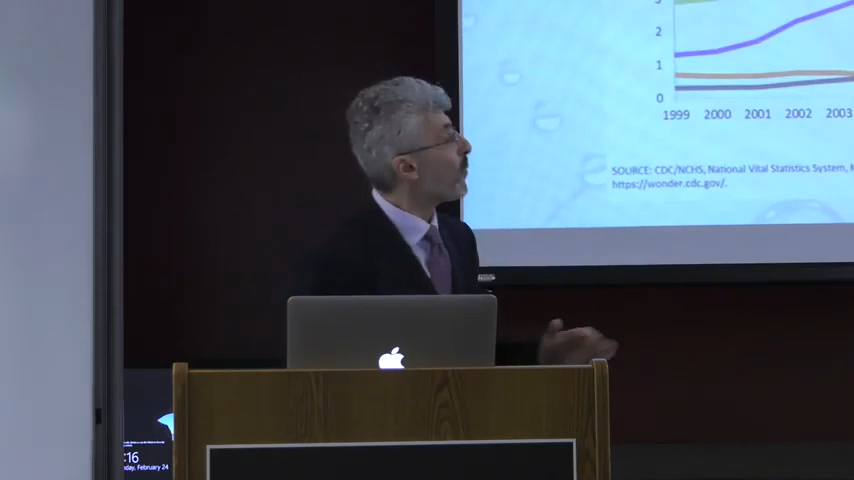 2
1
0
1999 2000 2001 2002 2003
SOURCE: CDC/NCHS, National Vital Statistics System,
https://wonder.cdc.gov/.
:16
day, February 24